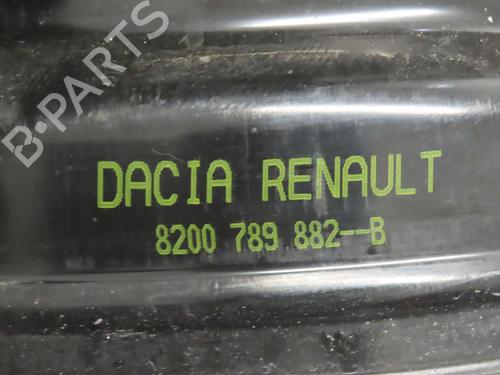 B-PARTS
DACIA RENAULT
8200 789 882--B